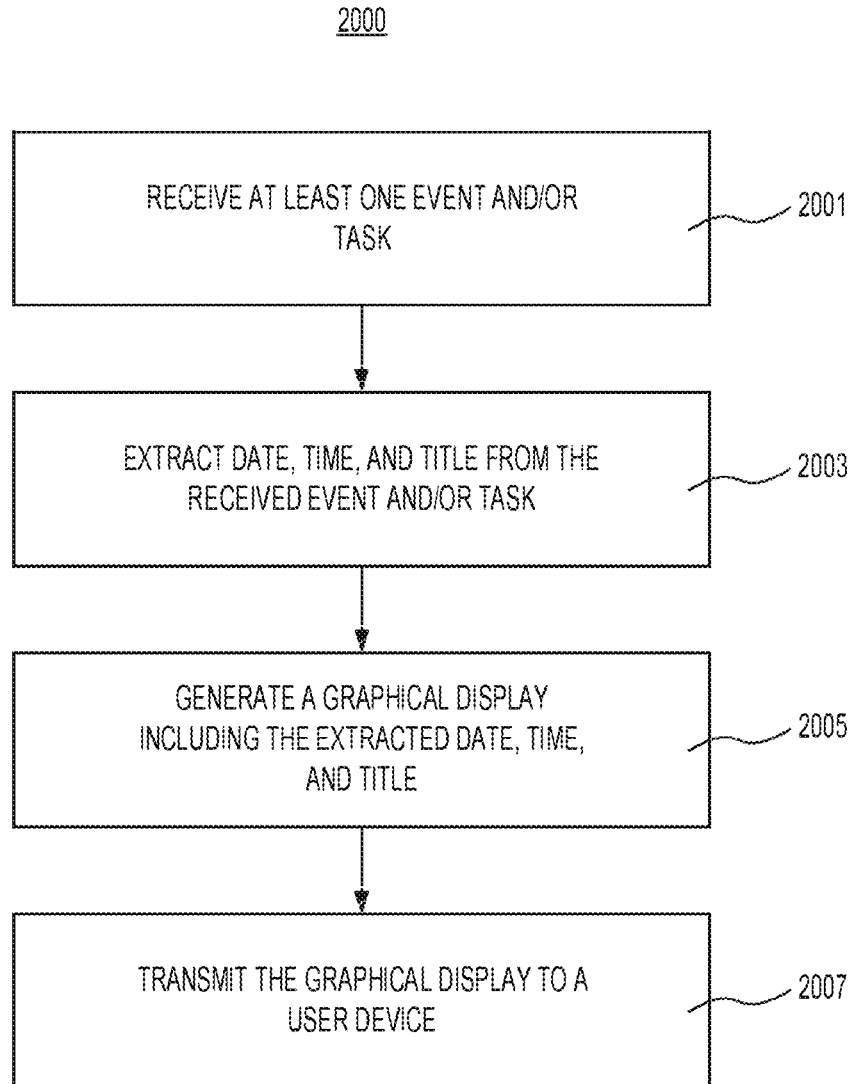 2000
RECEIVE AT LEAST ONE EVENT AND/OR
TASK
2001
EXTRACT DATE, TIME, AND TITLE FROM THE
RECEIVED EVENT AND/OR TASK
2003
GENERATE A GRAPHICAL DISPLAY
INCLUDING THE EXTRACTED DATE, TIME,
AND TITLE
2005
TRANSMIT THE GRAPHICAL DISPLAY TO A
USER DEVICE
2007